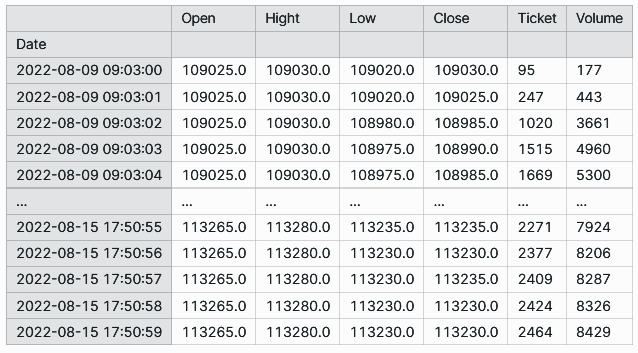 Open Hight Low Close Ticket Volume
Date
2022-08-09 09:03:00 109025.0 109030.0 109020.0 109030.0 95 177
2022-08-09 09:03:01 109025.0 109030.0 109020.0 109025.0 247 443
2022-08-09 09:03:02 109025.0 109030.0 108980.0 108985.0 1020 3661
2022-08-09 09:03:03 109025.0 109030.0 108975.0 108990.0 1515 4960
2022-08-09 09:03:04 109025.0 109030.0 108975.0 108985.0 1669 5300
... ... ... ... ... ... ...
2022-08-15 17:50:55 113265.0 113280.0 113235.0 113235.0 2271 7924
2022-08-15 17:50:56 113265.0 113280.0 113230.0 113230.0 2377 8206
2022-08-15 17:50:57 113265.0 113280.0 113230.0 113235.0 2409 8287
2022-08-15 17:50:58 113265.0 113280.0 113230.0 113230.0 2424 8326
2022-08-15 17:50:59 113265.0 113280.0 113230.0 113230.0 2464 8429